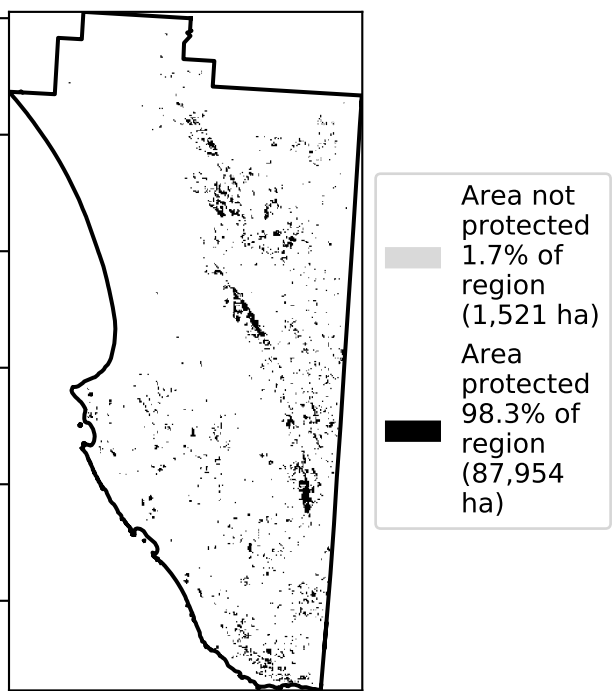 Area not
protected
1.7% of
region
(1,521 ha)
Area
protected
98.3% of
region
(87,954
ha)